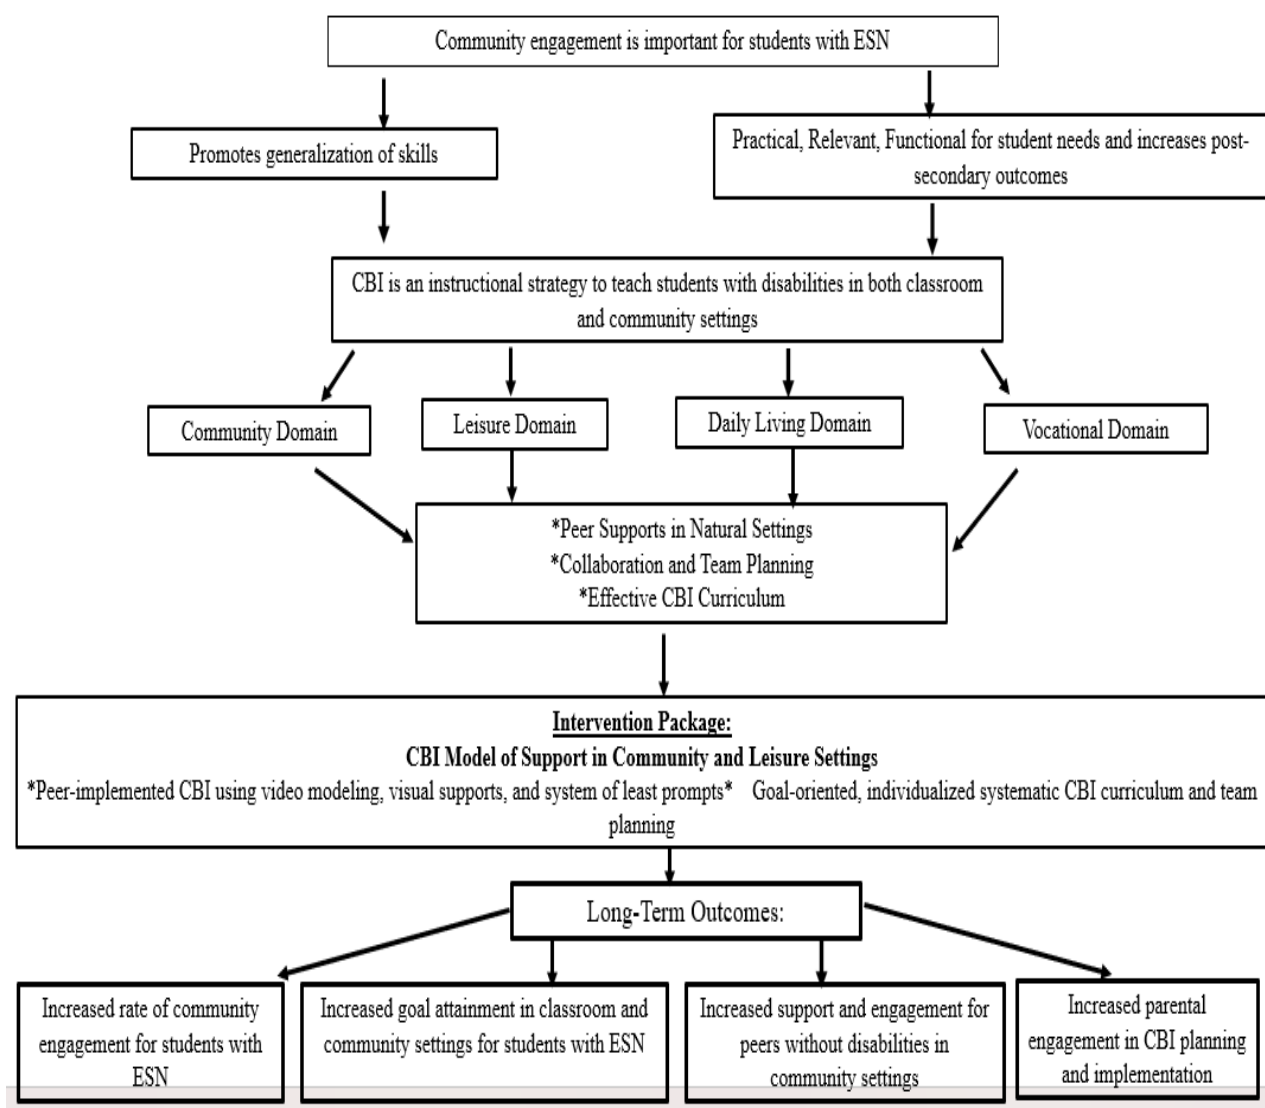 Community engagement is important for students with ESN
Promotes generalization of skills
Practical, Relevant, Functional for student needs and increases post-
secondary outcomes
CBI is an instructional strategy to teach students with disabilities in both classroom
and community settings
Community Domain
Leisure Domain
Daily Living Domain
Vocational Domain
*Peer Supports in Natural Settings
*Collaboration and Team Planning
*Effective CBI Curriculum
Intervention Package:
CBI Model of Support in Community and Leisure Settings
*Peer-implemented CBI using video modeling, visual supports, and system of least prompts* Goal-oriented, individualized systematic CBI curriculum and team
planning
Long-Term Outcomes:
Increased rate of community
engagement for students with
ESN
Increased goal attainment in classroom and
community settings for students with ESN
Increased support and engagement for
peers without disabilities in
community settings
Increased parental
engagement in CBI planning
and implementation